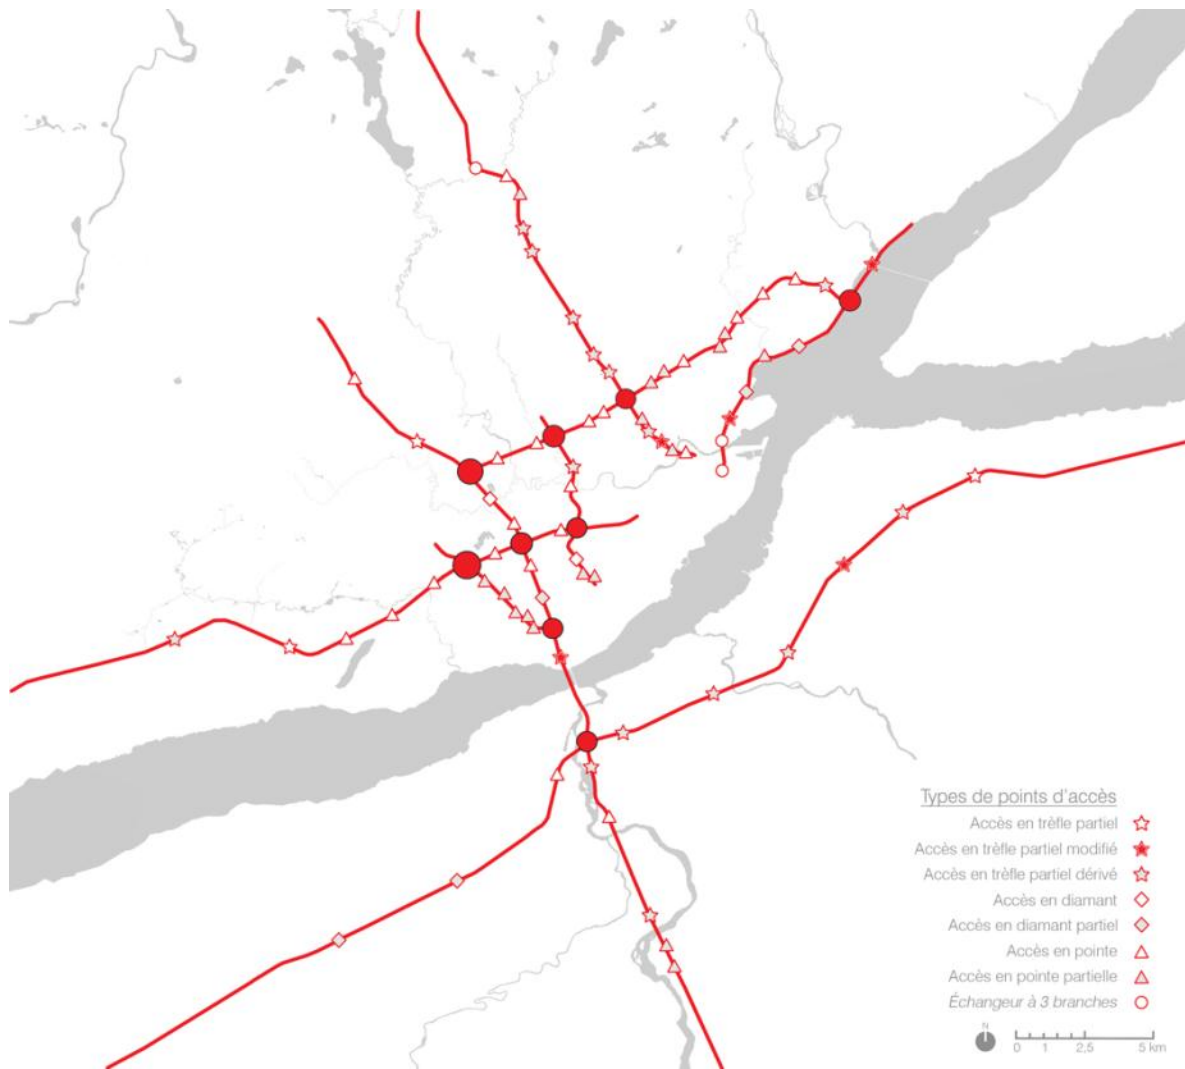 Types de points d'accès
Accès en trèfle partiel
Accès en trèfle partiel modifié
Accès en trèfle partiel dérivé
Accès en diamant
Accès en diamant partiel
Accès en pointe
Accès en pointe partielle
Échangeur à 3 branches
N
0 1 2,5 5 km